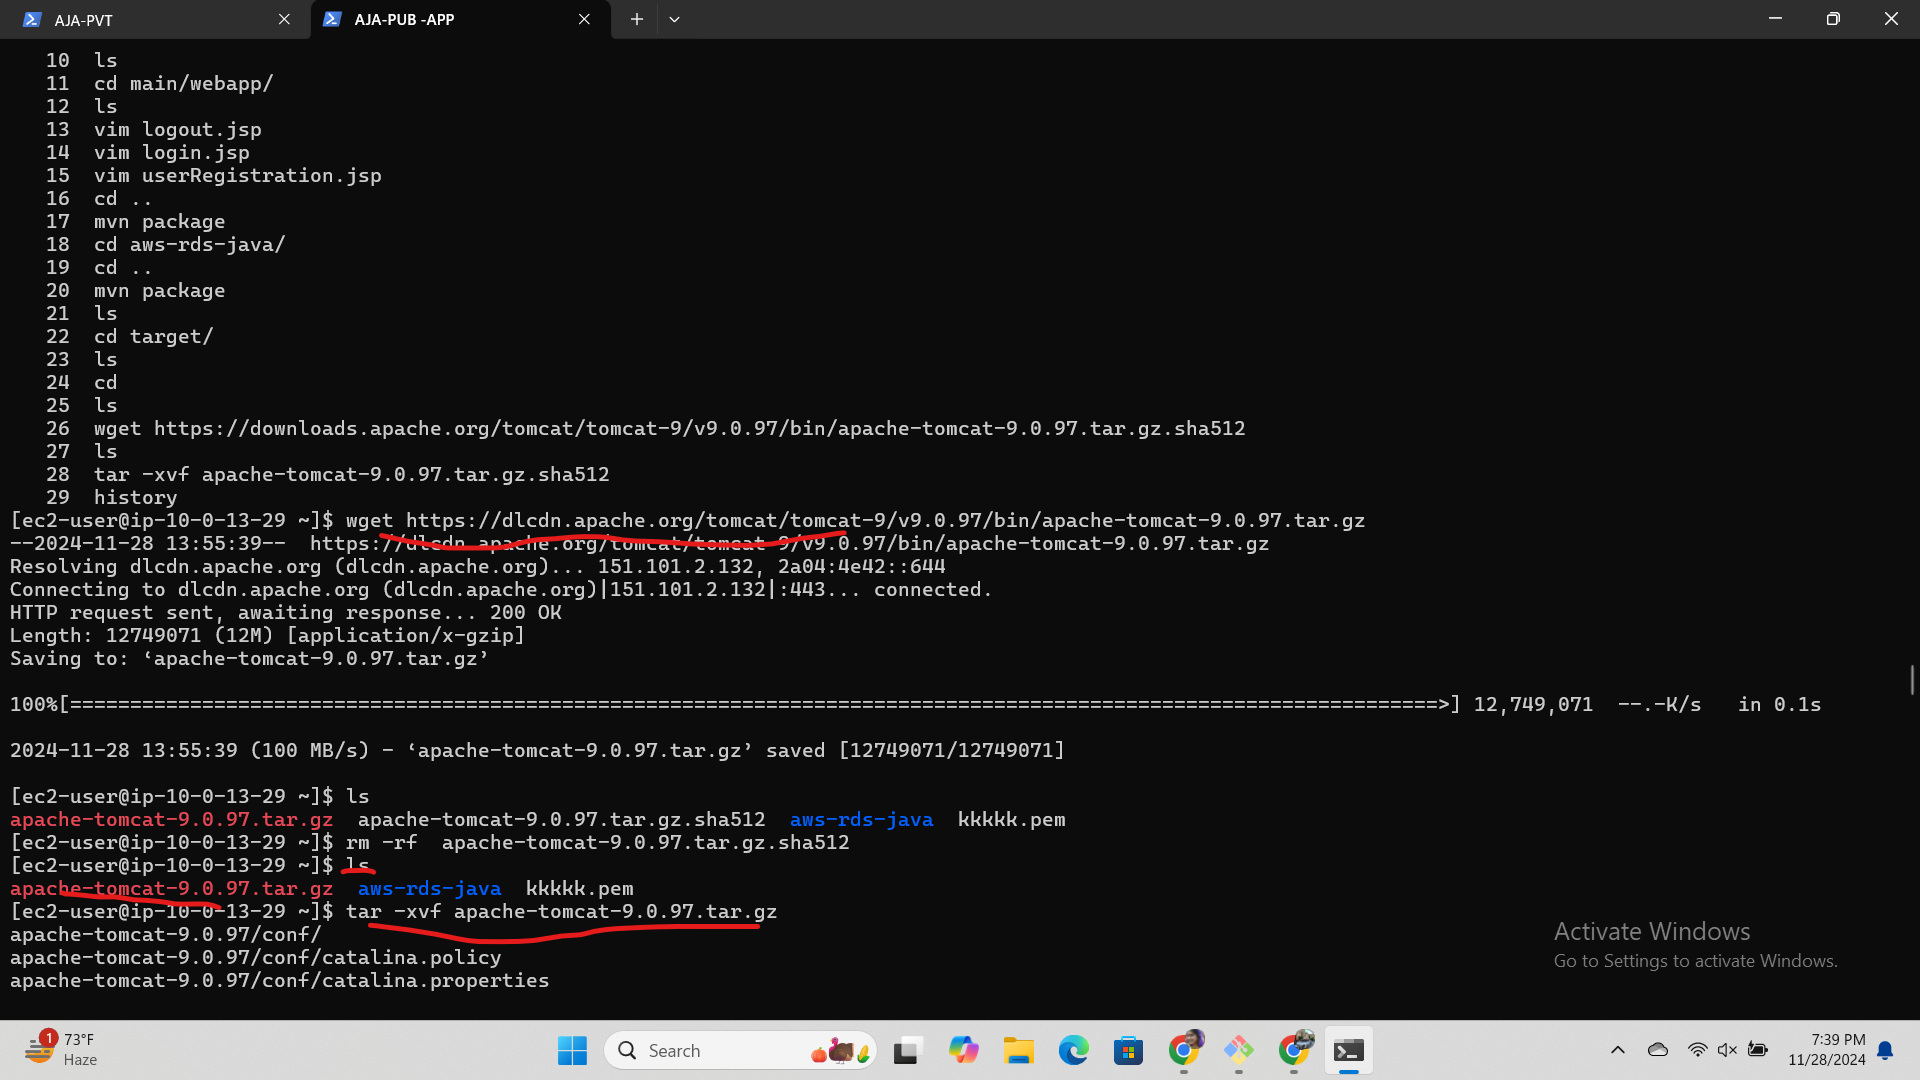 AJA-PVT
AJA-PUB -APP
10 ls
11 cd main/webapp/
12 ls
13 vim logout.jsp
14 vim login.jsp
15 vim userRegistration.jsp
16 cd ..
17 mvn package
18 cd aws-rds-java/
19 cd ..
20 mvn package
21 ls
22 cd target/
23 ls
24 cd
25 ls
26 wget https://downloads.apache.org/tomcat/tomcat-9/v9.0.97/bin/apache-tomcat-9.0.97.tar.gz.sha512
27 ls
28 tar -xvf apache-tomcat-9.0.97.tar.gz.sha512
29 history
[ec2-user@ip-10-0-13-29 ~]$ wget https://dlcdn.apache.org/tomcat/tomcat-9/v9.0.97/bin/apache-tomcat-9.0.97.tar.gz
--2024-11-28 13:55:39-- https://dlcdn.apache.org/tomcat/tomcat-9/v9.0.97/bin/apache-tomcat-9.0.97.tar.gz
Resolving dlcdn.apache.org (dlcdn.apache.org)... 151.101.2.132, 2a04:4e42::644
Connecting to dlcdn.apache.org (dlcdn.apache.org)|151.101.2.132|:443... connected.
HTTP request sent, awaiting response... 200 OK
Length: 12749071 (12M) [application/x-gzip]
Saving to: ‘apache-tomcat-9.0.97.tar.gz’
100%[==================================================================================================================>] 12,749,071 --.-K/s in 0.1s
2024-11-28 13:55:39 (100 MB/s) - ‘apache-tomcat-9.0.97.tar.gz’ saved [12749071/12749071]
[ec2-user@ip-10-0-13-29 ~]$ ls
apache-tomcat-9.0.97.tar.gz apache-tomcat-9.0.97.tar.gz.sha512 aws-rds-java kkkkk.pem
[ec2-user@ip-10-0-13-29 ~]$ rm -rf apache-tomcat-9.0.97.tar.gz.sha512
[ec2-user@ip-10-0-13-29 ~]$ ls
apache-tomcat-9.0.97.tar.gz aws-rds-java kkkkk.pem
[ec2-user@ip-10-0-13-29 ~]$ tar -xvf apache-tomcat-9.0.97.tar.gz
apache-tomcat-9.0.97/conf/
apache-tomcat-9.0.97/conf/catalina.policy
apache-tomcat-9.0.97/conf/catalina.properties
Activate Windows
Go to Settings to activate Windows.
1
73°F
Haze
Search
7:39 PM
11/28/2024